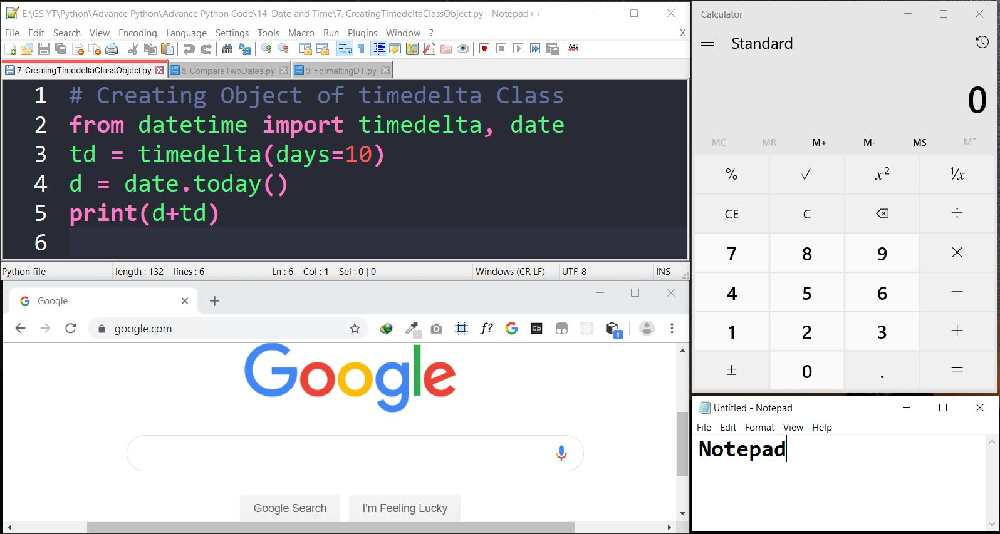 E:\GS YT\Python\Advance Python\Advance Python Code\14. Date and Time\7. CreatingTimedeltaClassObject.py - Notepad++
File Edit Search View Encoding Language Settings Tools Macro Run Plugins Window ? X
ABC
7. CreatingTimedeltaClassObject.py 8. CompareTwoDates.py 9. FormattingDT.py
1 # Creating Object of timedelta Class
2 from datetime import timedelta, date
3 td = timedelta(days=10)
4 d = date.today()
5 print(d+td)
6
Python file length : 132 lines : 6 Ln : 6 Col : 1 Sel : 0 | 0 Windows (CR LF) UTF-8 INS
Google
google.com f? G Cb 1
Google
Google Search I'm Feeling Lucky
Calculator
Standard
0
MC MR M+ M- MS M˅
% √ x² ¹/x
CE C ÷
7 8 9 ×
4 5 6 −
1 2 3 +
± 0 . =
Untitled - Notepad
File Edit Format View Help
Notepad